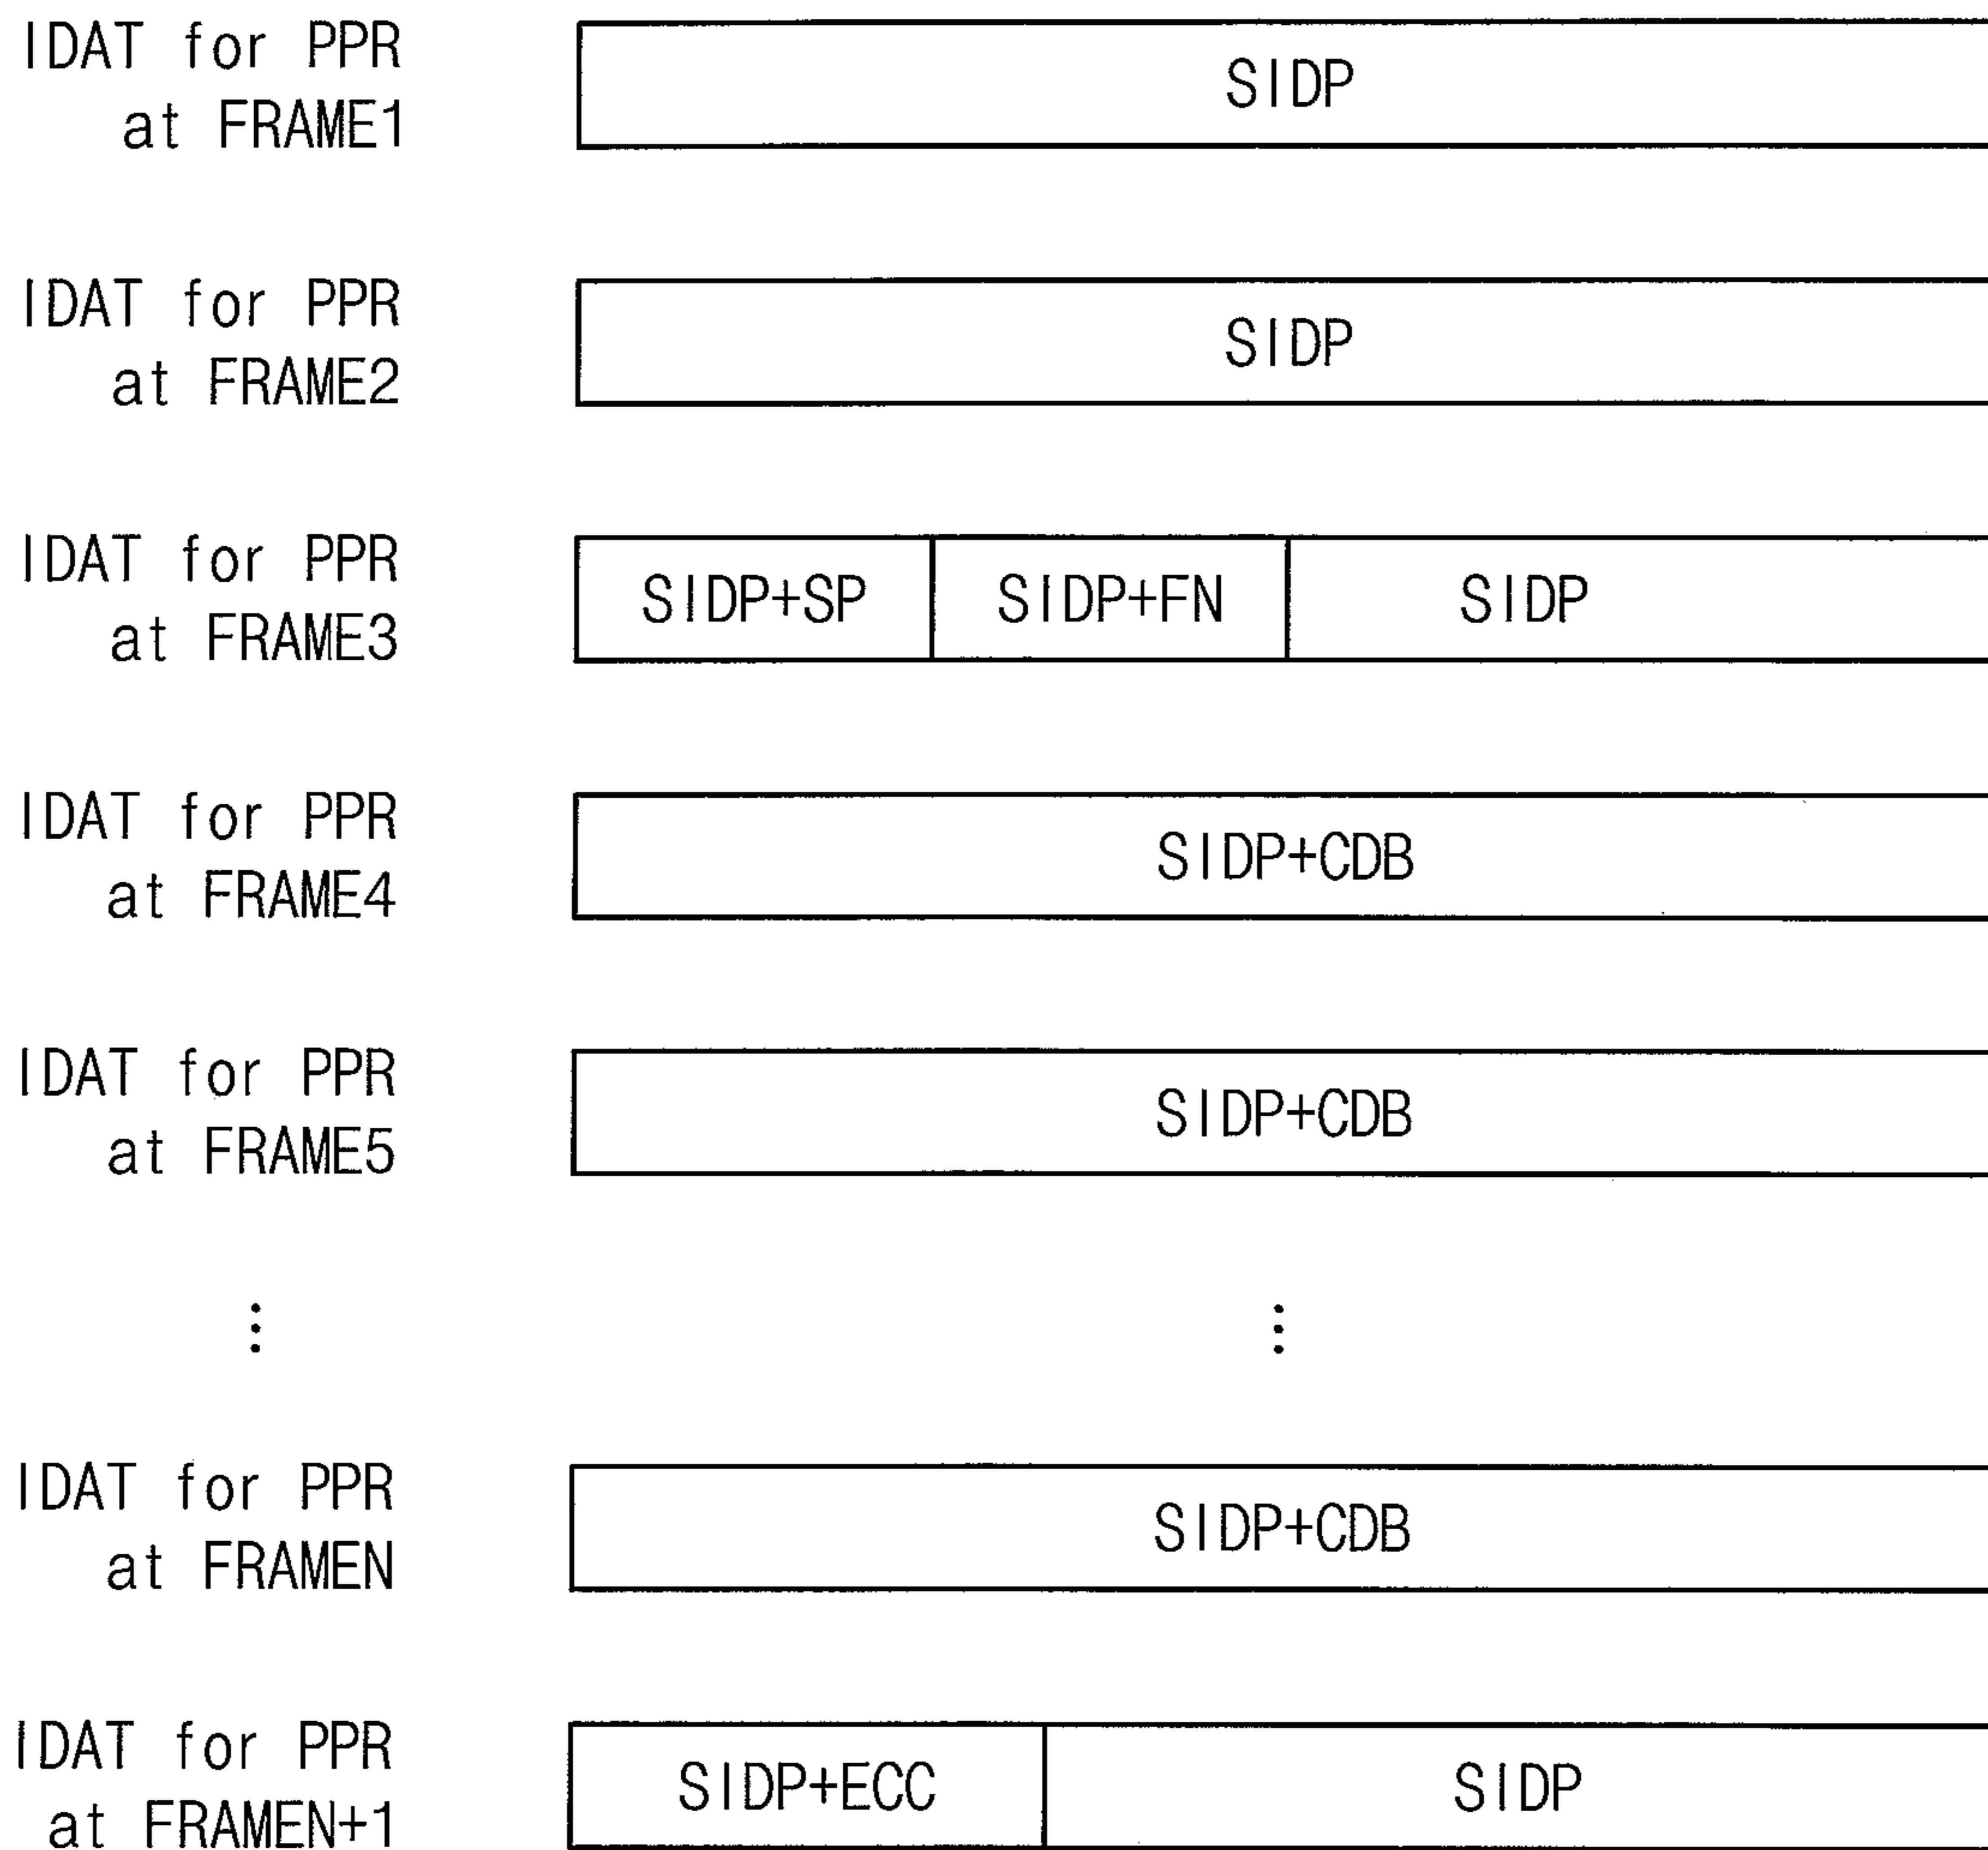 IDAT for PPR
at FRAME1
SIDP
IDAT for PPR
at FRAME2
SIDP
IDAT for PPR
at FRAME3
SIDP+SP
SIDP+FN
SIDP
IDAT for PPR
at FRAME4
SIDP+CDB
IDAT for PPR
at FRAME5
SIDP+CDB
IDAT for PPR
at FRAMEN
SIDP+CDB
IDAT for PPR
at FRAMEN+1
SIDP+ECC
SIDP